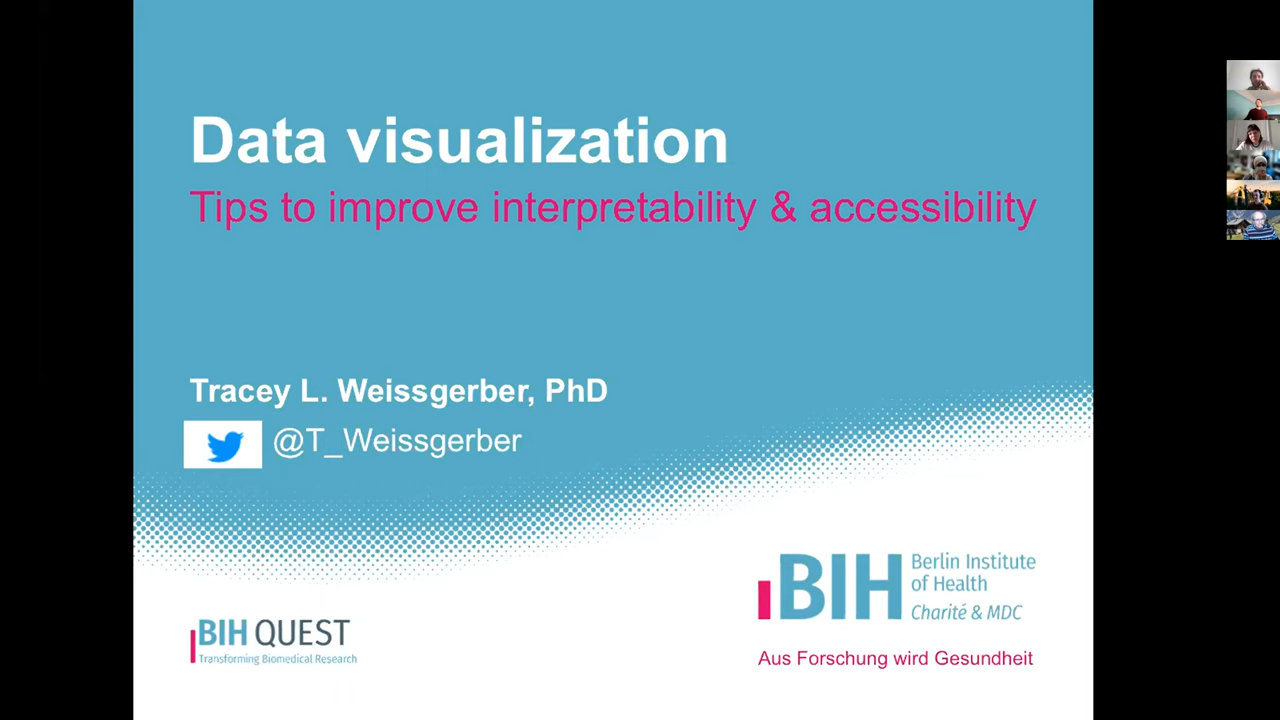 Data visualization
Tips to improve interpretability & accessibility
Tracey L. Weissgerber, PhD
@T_Weissgerber
BIH Berlin Institute
of Health
Charité & MDC
BIH QUEST
Transforming Biomedical Research
Aus Forschung wird Gesundheit